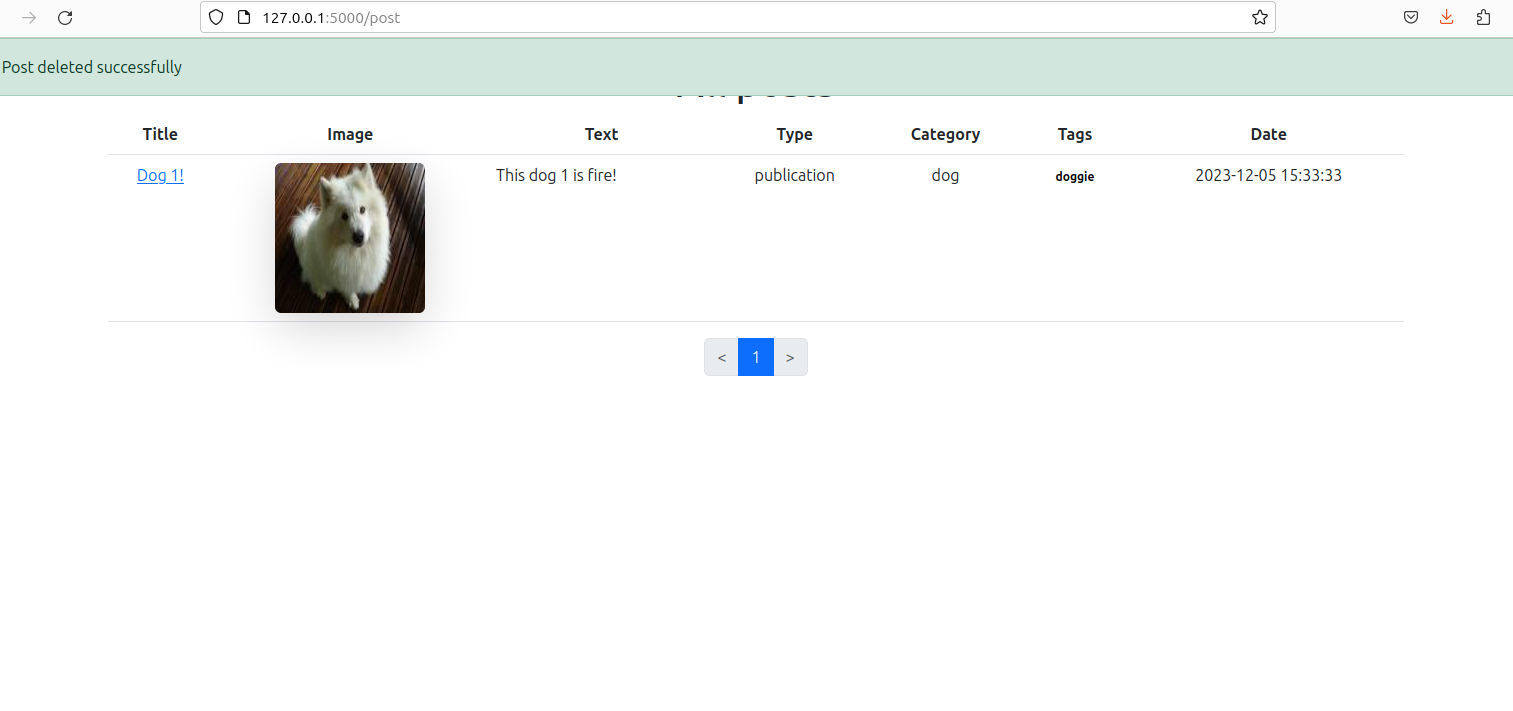 127.0.0.1:5000/post
Post deleted successfully
Title Image Text Type Category Tags Date
Dog 1! This dog 1 is fire! publication dog doggie 2023-12-05 15:33:33
< 1 >